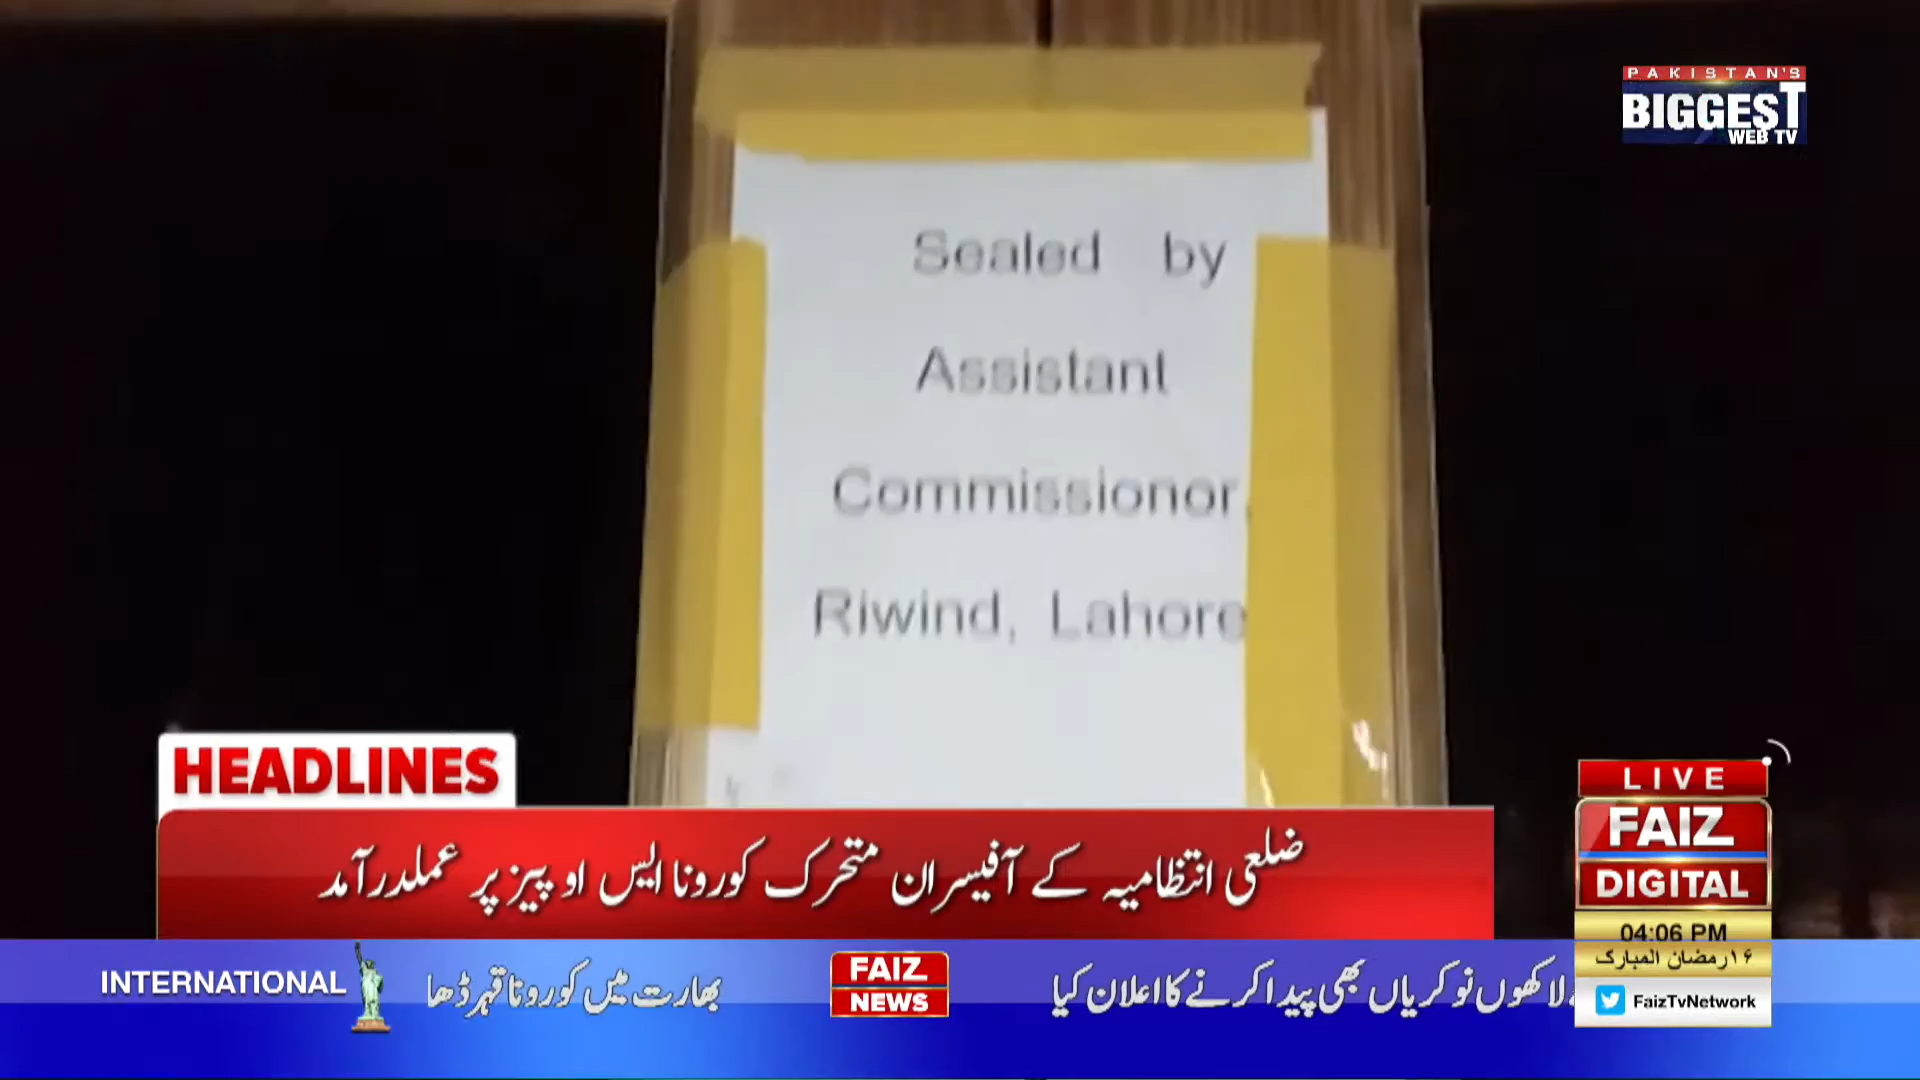 PAKISTAN'S
BIGGEST
WEB TV
Sealed by
Assistant
Commissionor,
Riwind, Lahore
HEADLINES
ضلعی انتظامیہ کے آفیسران متحرک کورونا ایس او پیز پر عملدرآمد
LIVE
FAIZ
DIGITAL
04:06 PM
۱۶ رمضان المبارک
FaizTvNetwork
INTERNATIONAL
بھارت میں کورونا قہر ڈھا
FAIZ
NEWS
لاکھوں نوکریاں بھی پیدا کرنے کا اعلان کیا